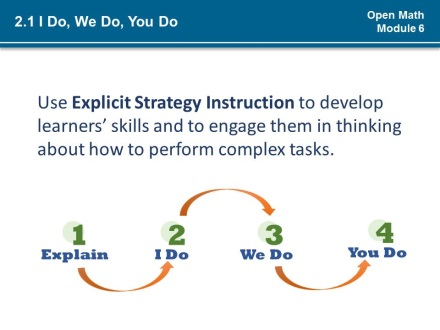 2.1 I Do, We Do, You Do
Open Math
Module 6
Use Explicit Strategy Instruction to develop
learners' skills and to engage them in thinking
about how to perform complex tasks.
1 2 3 4
Explain I Do We Do You Do